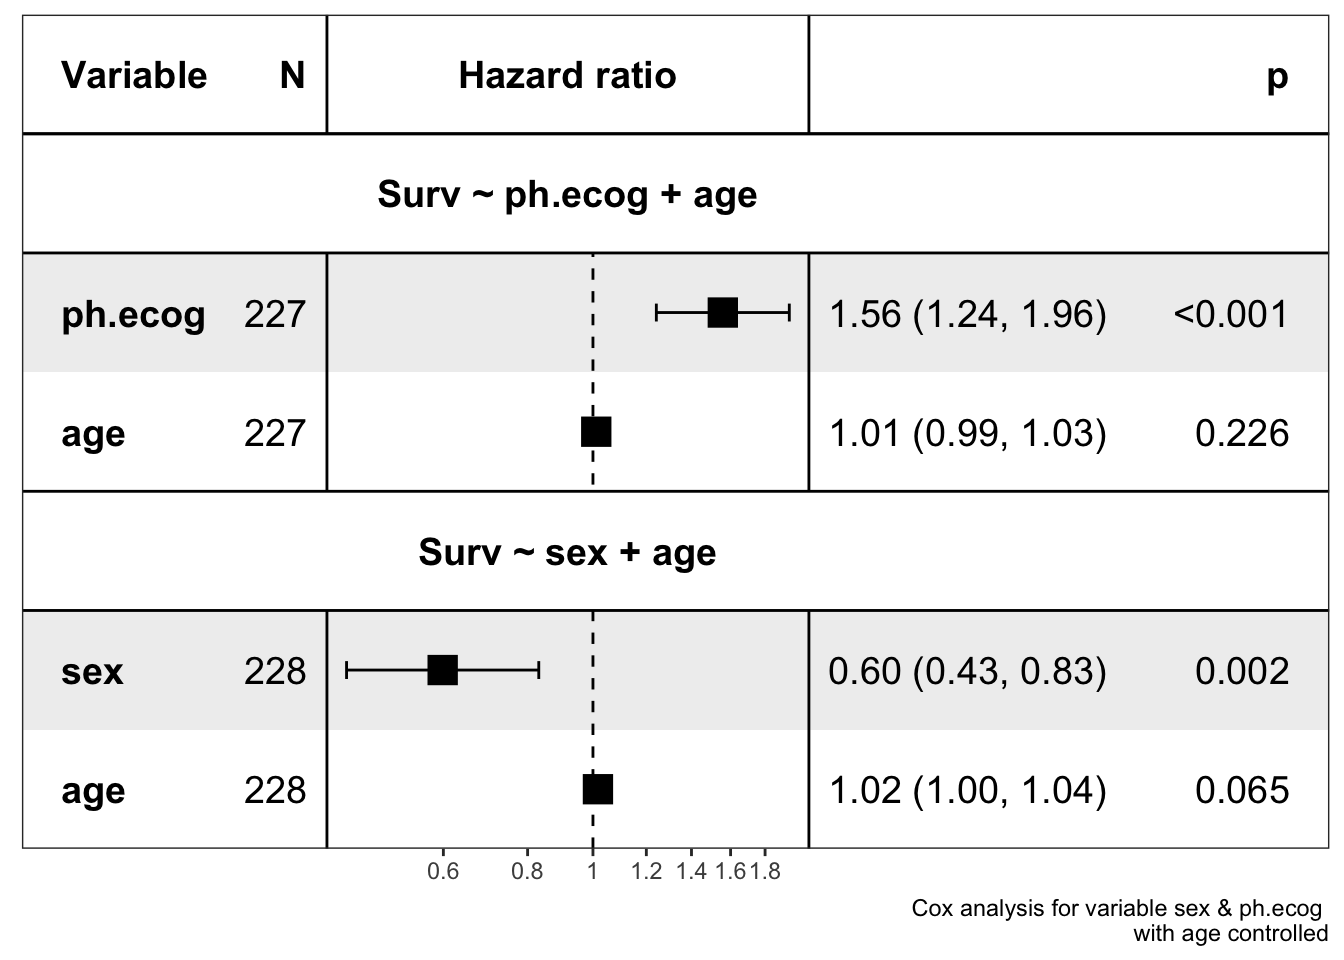 Variable N Hazard ratio p
Surv ~ ph.ecog + age
ph.ecog 227 1.56 (1.24, 1.96) <0.001
age 227 1.01 (0.99, 1.03) 0.226
Surv ~ sex + age
sex 228 0.60 (0.43, 0.83) 0.002
age 228 1.02 (1.00, 1.04) 0.065
0.6 0.8 1 1.2 1.4 1.6 1.8
Cox analysis for variable sex & ph.ecog
with age controlled